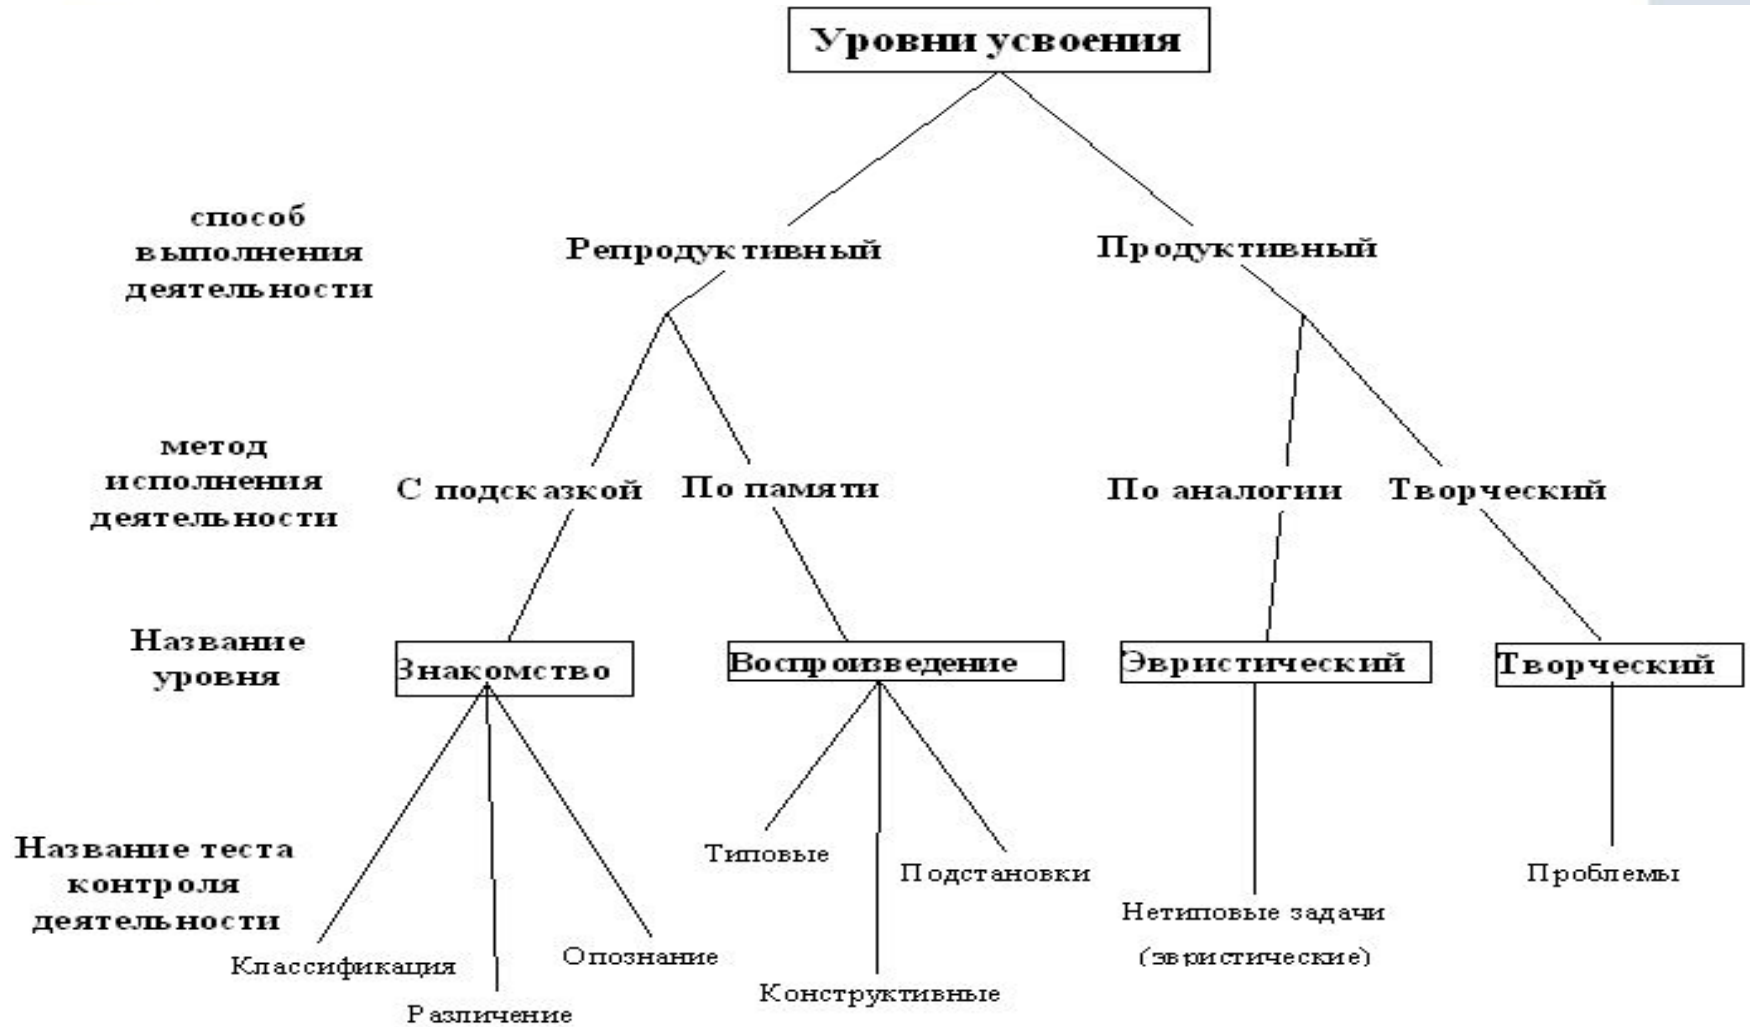 Уровни усвоения
способ
выполнения
деятельности
Репродуктивный
Продуктивный
метод
исполнения
деятельности
С подсказкой
По памяти
По аналогии
Творческий
Название
уровня
Знакомство
Воспроизведение
Эвристический
Творческий
Название теста
контроля
деятельности
Классификация
Различение
Опознание
Типовые
Конструктивные
Подстановки
Нетиповые задачи
(эвристические)
Проблемы